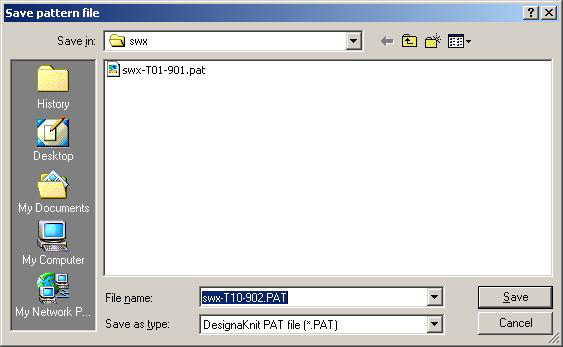 Save pattern file
Save in:
swx
swx-T01-901.pat
History
Desktop
My Documents
My Computer
My Network P...
File name:
swx-T10-902.PAT
Save
Save as type:
DesignaKnit PAT file (*.PAT)
Cancel